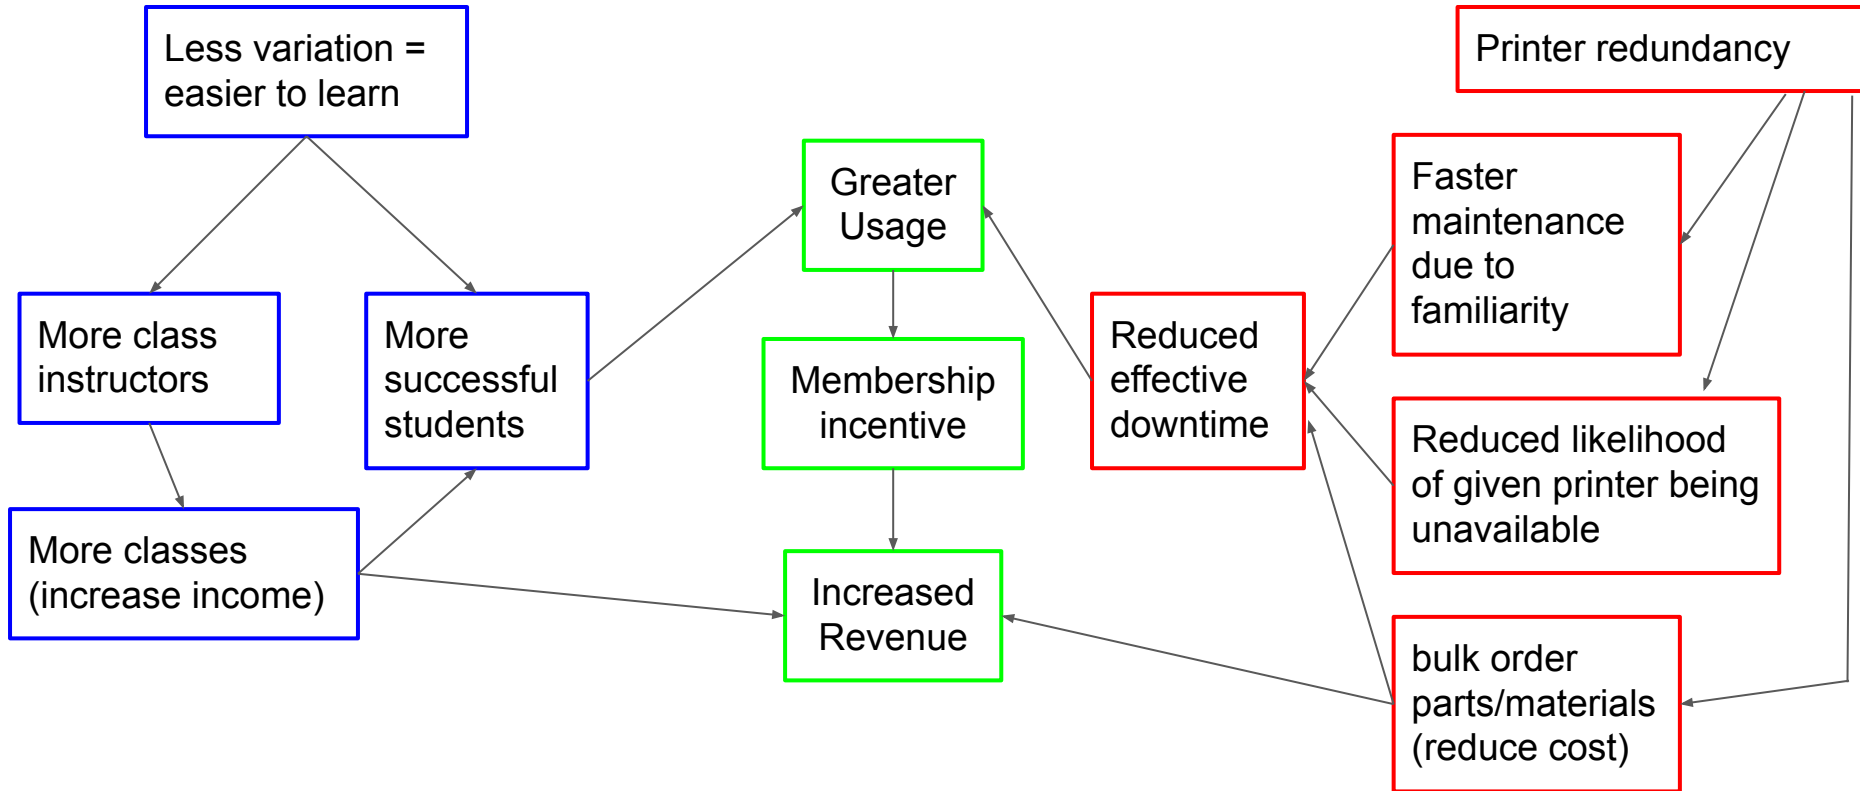 Less variation =
easier to learn
Printer redundancy
Greater
Usage
Faster
maintenance
due to
familiarity
More class
instructors
More
successful
students
Membership
incentive
Reduced
effective
downtime
Reduced likelihood
of given printer being
unavailable
More classes
(increase income)
Increased
Revenue
bulk order
parts/materials
(reduce cost)